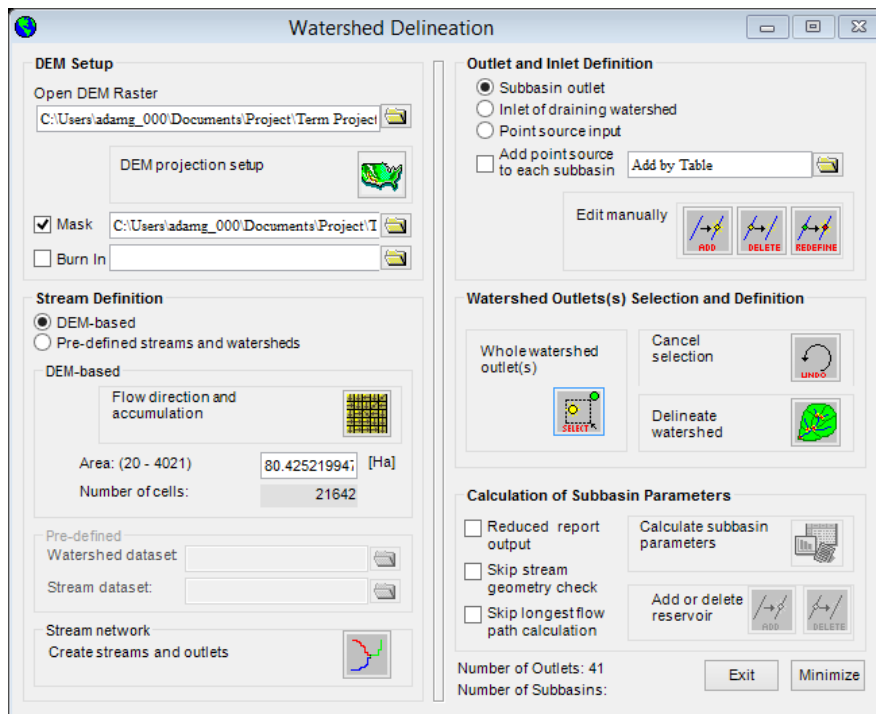 Watershed Delineation
DEM Setup
Open DEM Raster
C:\Users\adamg_000\Documents\Project\Term Project
DEM projection setup
Mask
C:\Users\adamg_000\Documents\Project\T
Burn In
Stream Definition
DEM-based
Pre-defined streams and watersheds
DEM-based
Flow direction and
accumulation
Area: (20 - 4021)
80.425219947
[Ha]
Number of cells:
21642
Pre-defined
Watershed dataset
Stream dataset:
Stream network
Create streams and outlets
Outlet and Inlet Definition
Subbasin outlet
Inlet of draining watershed
Point source input
Add point source
to each subbasin
Add by Table
Edit manually
ADD
DELETE
REDEFINE
Watershed Outlets(s) Selection and Definition
Whole watershed
outlet(s)
SELECT
Cancel
selection
UNDO
Delineate
watershed
Calculation of Subbasin Parameters
Reduced report
output
Skip stream
geometry check
Skip longest flow
path calculation
Calculate subbasin
parameters
Add or delete
reservoir
ADD
DELETE
Number of Outlets: 41
Number of Subbasins:
Exit
Minimize